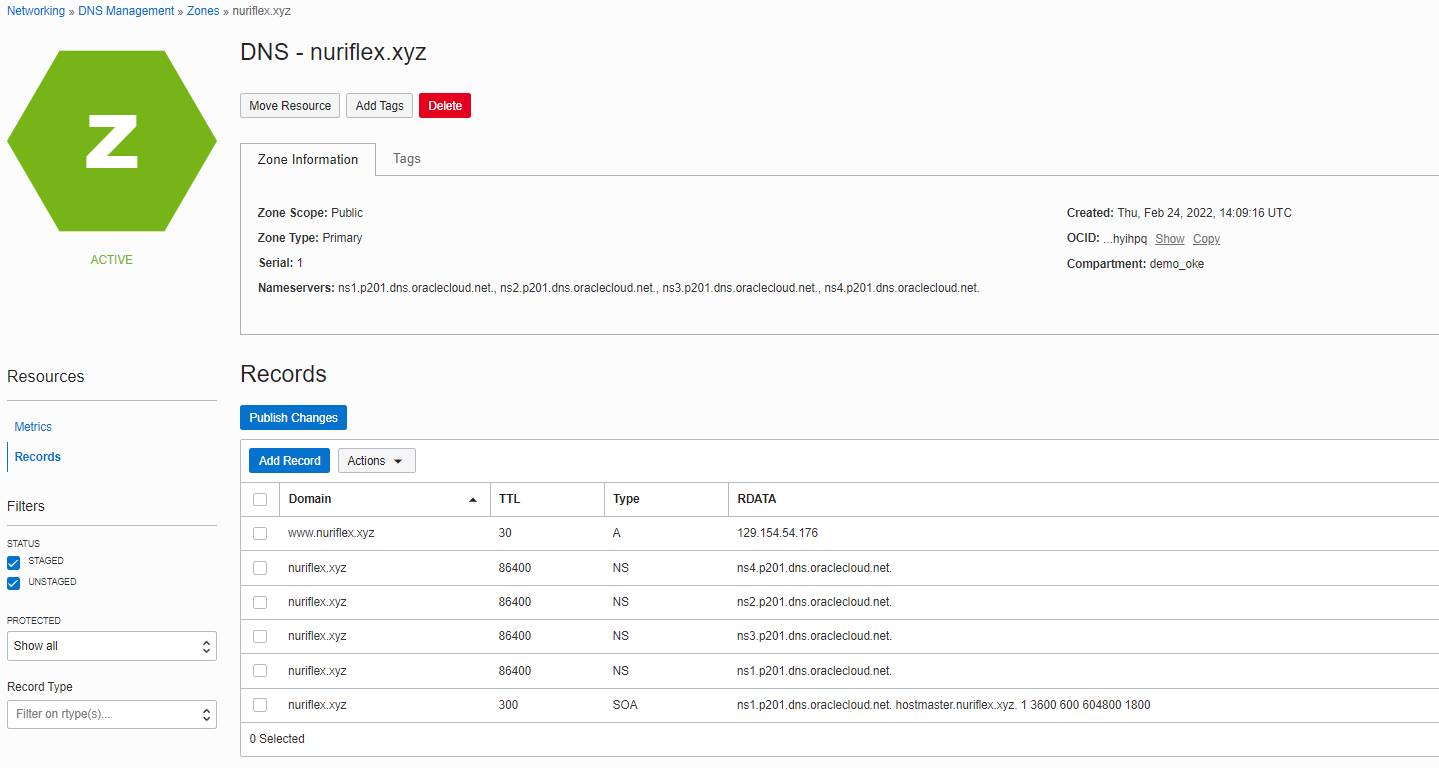 Networking » DNS Management » Zones » nuriflex.xyz
Z
ACTIVE
DNS - nuriflex.xyz
Move Resource Add Tags Delete
Zone Information Tags
Zone Scope: Public
Zone Type: Primary
Serial: 1
Nameservers: ns1.p201.dns.oraclecloud.net., ns2.p201.dns.oraclecloud.net., ns3.p201.dns.oraclecloud.net., ns4.p201.dns.oraclecloud.net.
Created: Thu, Feb 24, 2022, 14:09:16 UTC
OCID: ...hyihpq Show Copy
Compartment: demo_oke
Resources
Metrics
Records
Filters
STATUS
STAGED
UNSTAGED
PROTECTED
Show all
Record Type
Filter on rtype(s)...
Records
Publish Changes
Add Record Actions
Domain TTL Type RDATA
www.nuriflex.xyz 30 A 129.154.54.176
nuriflex.xyz 86400 NS ns4.p201.dns.oraclecloud.net.
nuriflex.xyz 86400 NS ns2.p201.dns.oraclecloud.net.
nuriflex.xyz 86400 NS ns3.p201.dns.oraclecloud.net.
nuriflex.xyz 86400 NS ns1.p201.dns.oraclecloud.net.
nuriflex.xyz 300 SOA ns1.p201.dns.oraclecloud.net. hostmaster.nuriflex.xyz. 1 3600 600 604800 1800
0 Selected